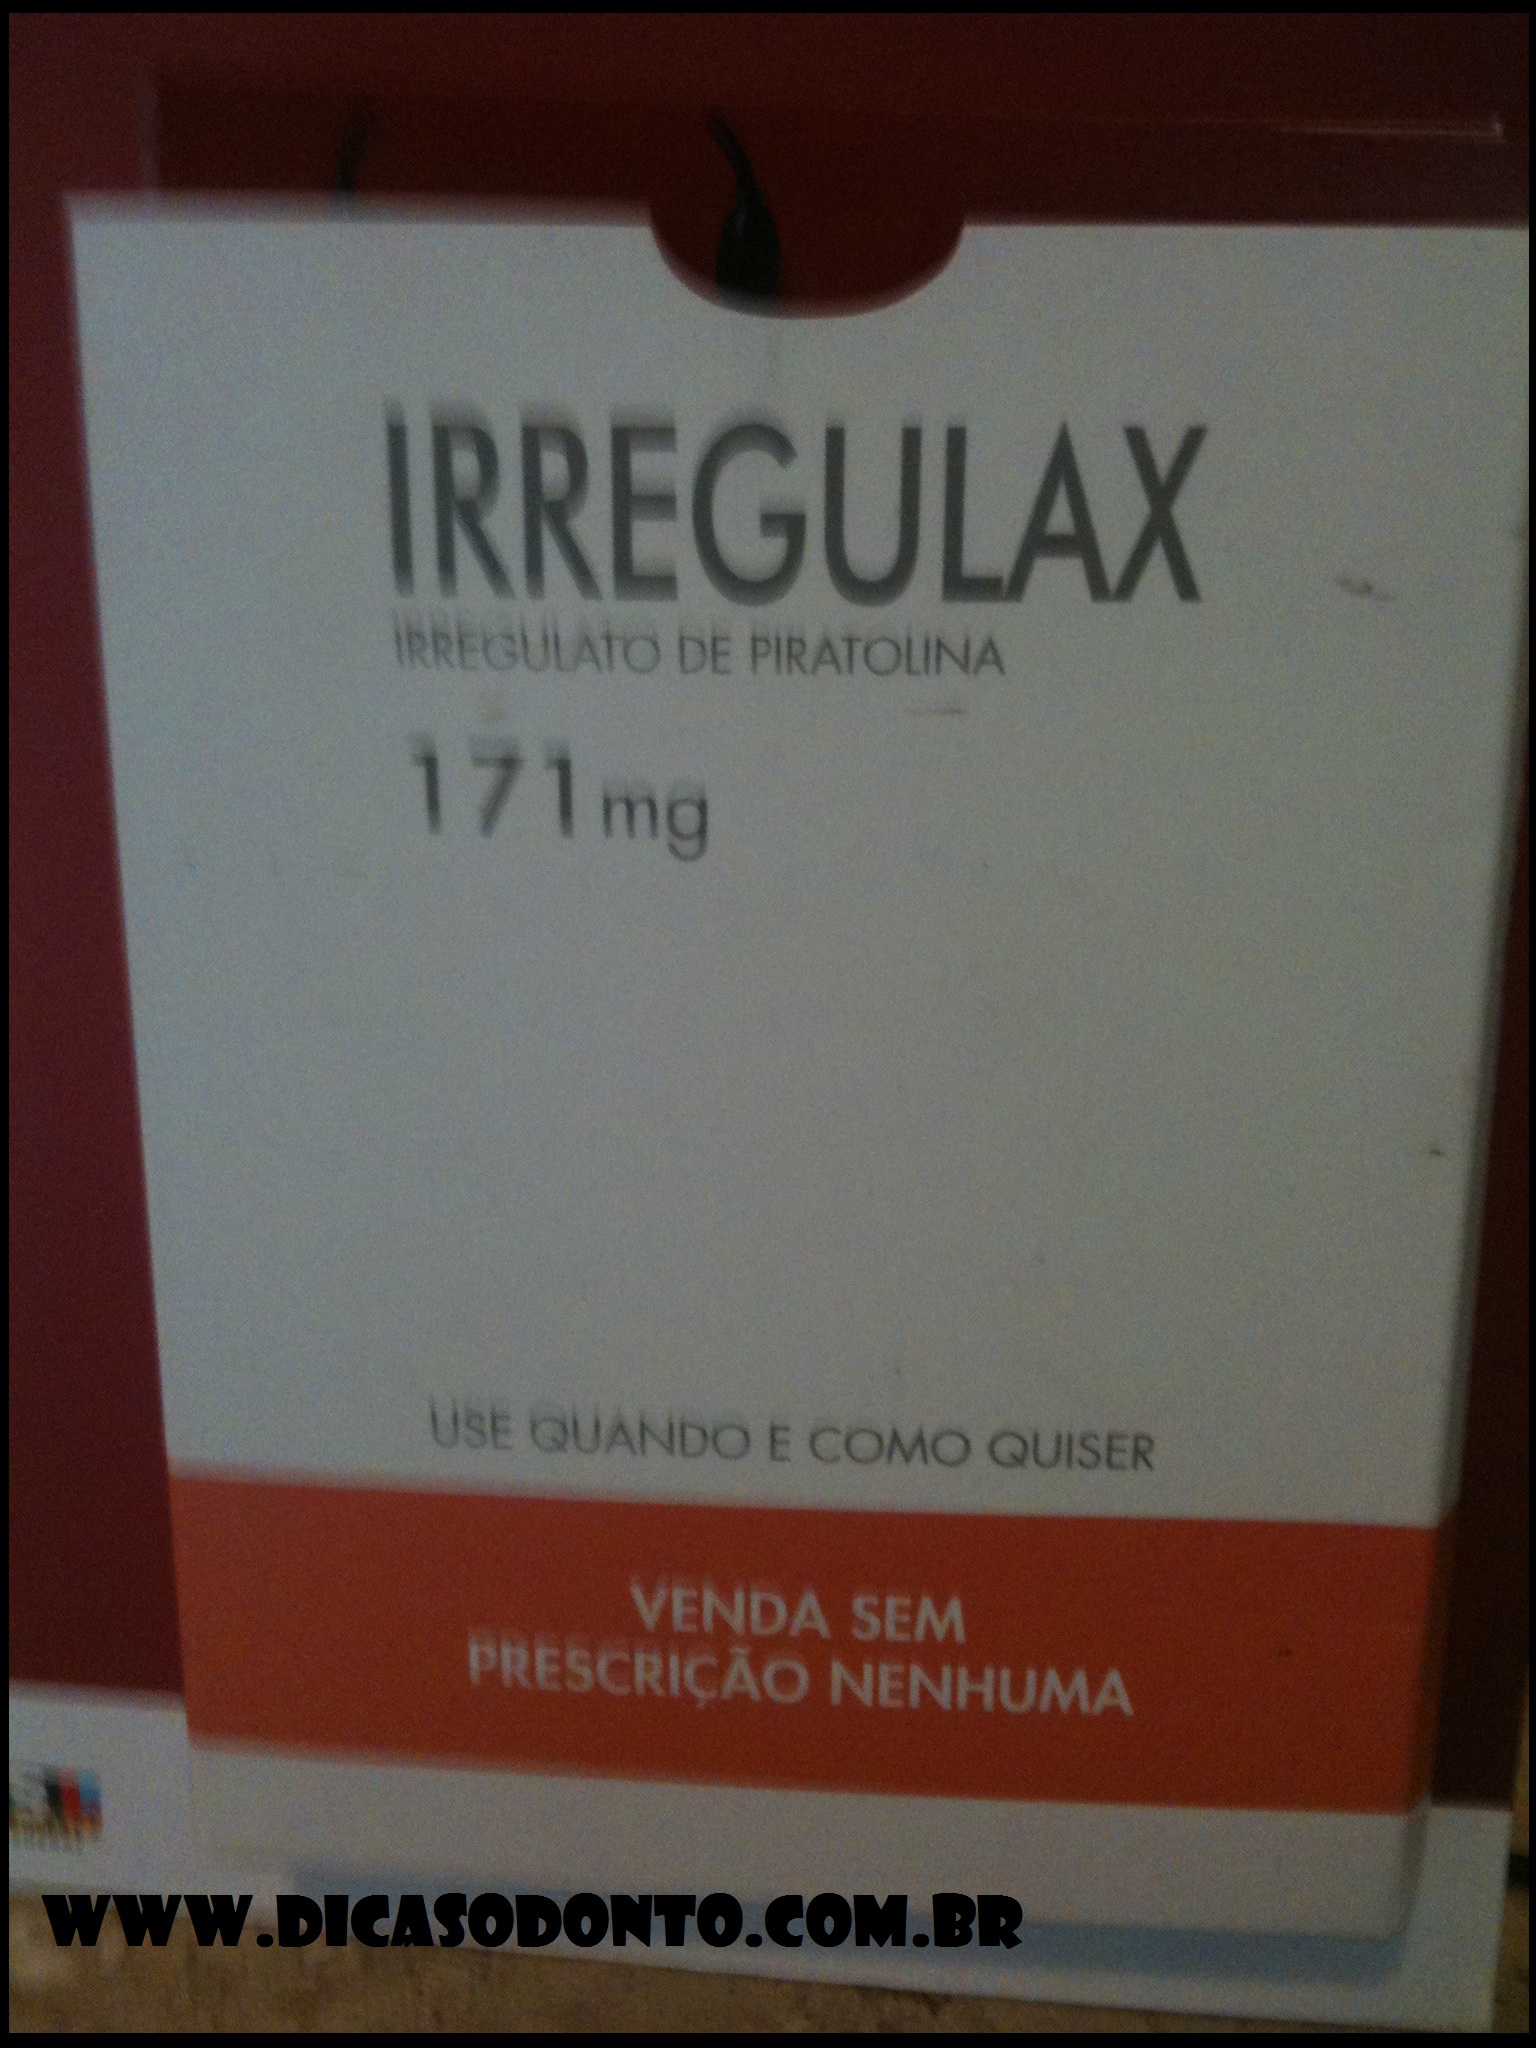 IRREGULAX
IRREGULATO DE PIRATOLINA
171mg
USE QUANDO E COMO QUISER
VENDA SEM
PRESCRIÇÃO NENHUMA
WWW.DICASODONTO.COM.BR